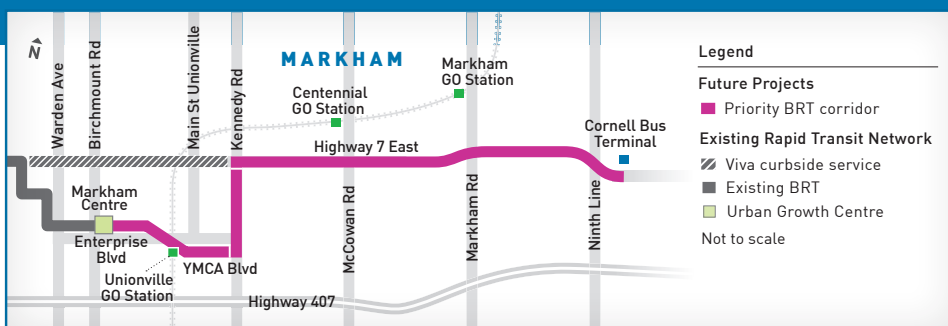 N
Warden Ave
Birchmount Rd
Main St Unionville
Kennedy Rd
MARKHAM
Centennial
GO Station
Markham
GO Station
Cornell Bus
Terminal
Highway 7 East
McCowan Rd
Markham Rd
Ninth Line
Markham
Centre
Enterprise
Blvd
YMCA Blvd
Unionville
GO Station
Highway 407
Legend
Future Projects
Priority BRT corridor
Existing Rapid Transit Network
Viva curbside service
Existing BRT
Urban Growth Centre
Not to scale